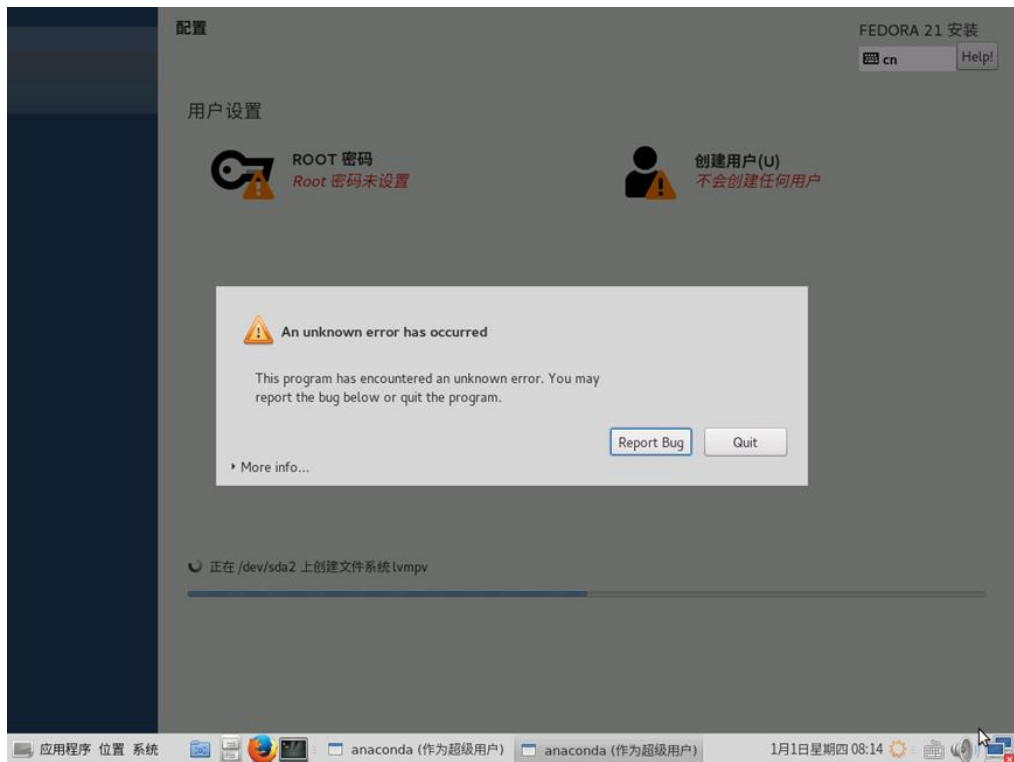 配置
FEDORA 21 安装
cn
Help!
用户设置
ROOT 密码
Root 密码未设置
创建用户(U)
不会创建任何用户
An unknown error has occurred
This program has encountered an unknown error. You may
report the bug below or quit the program.
Report Bug
Quit
More info...
正在 /dev/sda2 上创建文件系统 lvmpv
应用程序 位置 系统
anaconda (作为超级用户)
anaconda (作为超级用户)
1月1日星期四 08:14